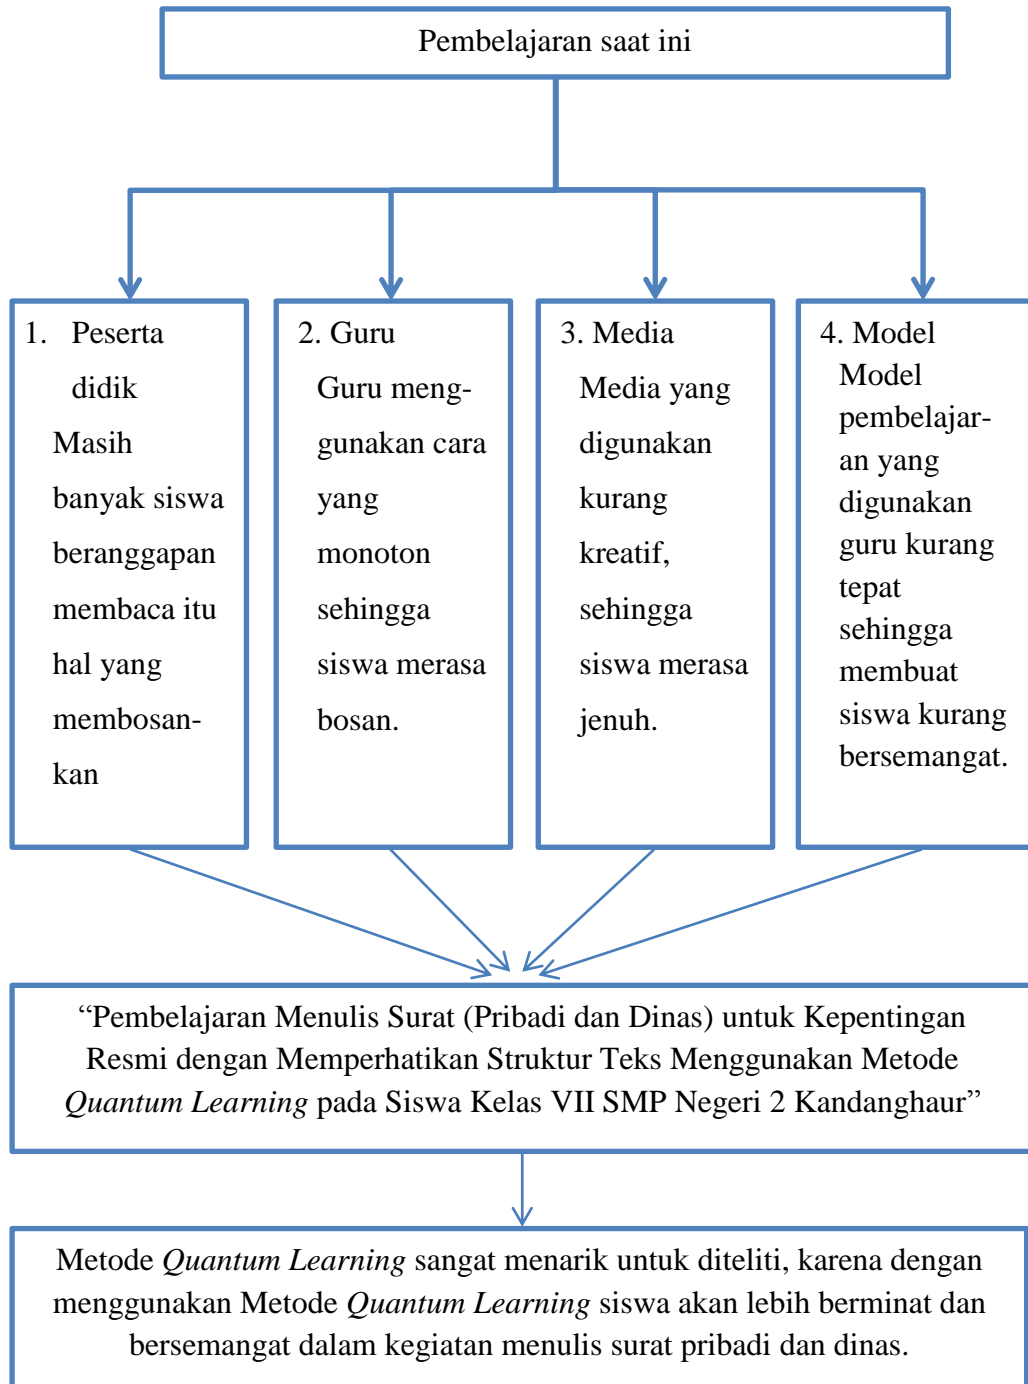 Pembelajaran saat ini
1. Peserta
didik
Masih
banyak siswa
beranggapan
membaca itu
hal yang
membosan-
kan
2. Guru
Guru meng-
gunakan cara
yang
monoton
sehingga
siswa merasa
bosan.
3. Media
Media yang
digunakan
kurang
kreatif,
sehingga
siswa merasa
jenuh.
4. Model
Model
pembelajar-
an yang
digunakan
guru kurang
tepat
sehingga
membuat
siswa kurang
bersemangat.
“Pembelajaran Menulis Surat (Pribadi dan Dinas) untuk Kepentingan
Resmi dengan Memperhatikan Struktur Teks Menggunakan Metode
Quantum Learning pada Siswa Kelas VII SMP Negeri 2 Kandanghaur”
Metode Quantum Learning sangat menarik untuk diteliti, karena dengan
menggunakan Metode Quantum Learning siswa akan lebih berminat dan
bersemangat dalam kegiatan menulis surat pribadi dan dinas.